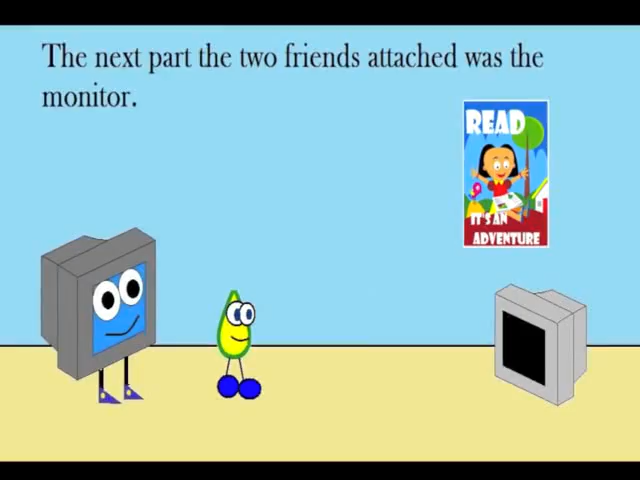 The next part the two friends attached was the
monitor.
READ
IT'S AN
ADVENTURE